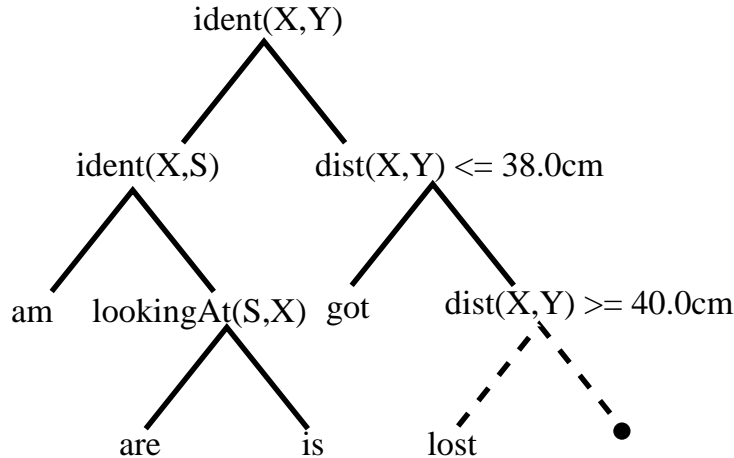 ident(X,Y)
ident(X,S) dist(X,Y) <= 38.0cm
am lookingAt(S,X) got dist(X,Y) >= 40.0cm
are is lost